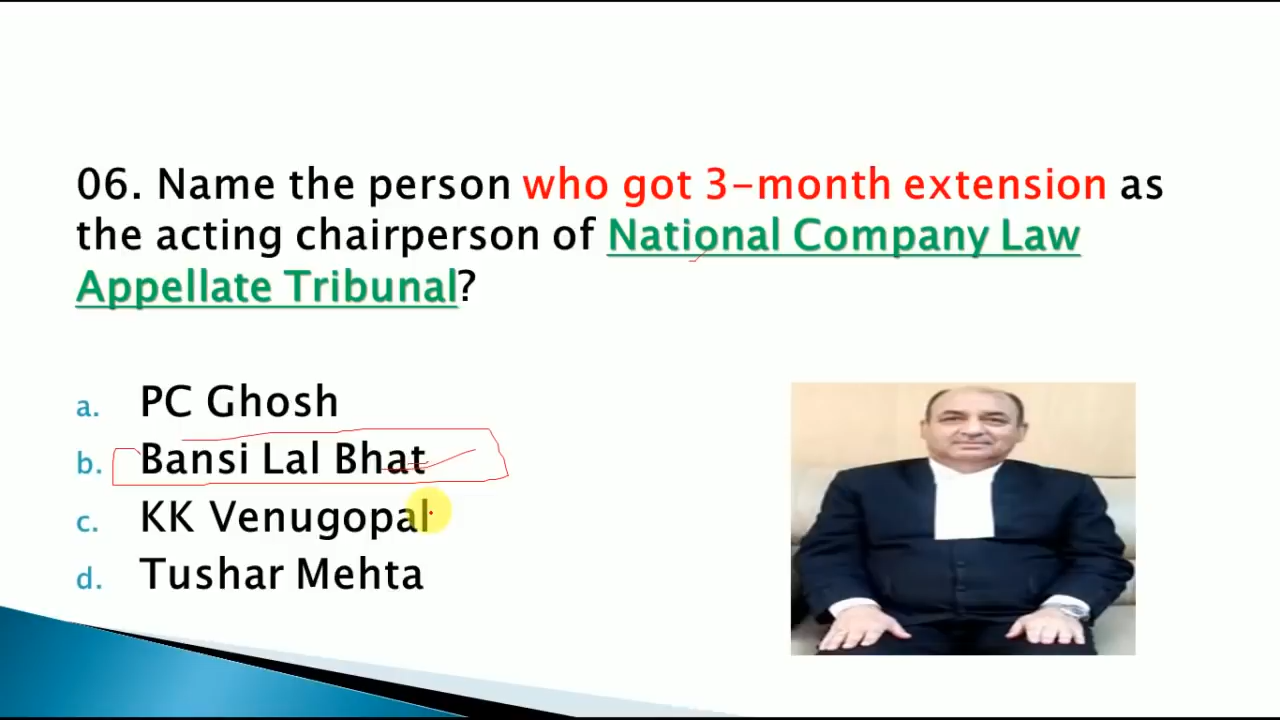 06. Name the person who got 3-month extension as
the acting chairperson of National Company Law
Appellate Tribunal?
a. PC Ghosh
b. Bansi Lal Bhat
c. KK Venugopal
d. Tushar Mehta